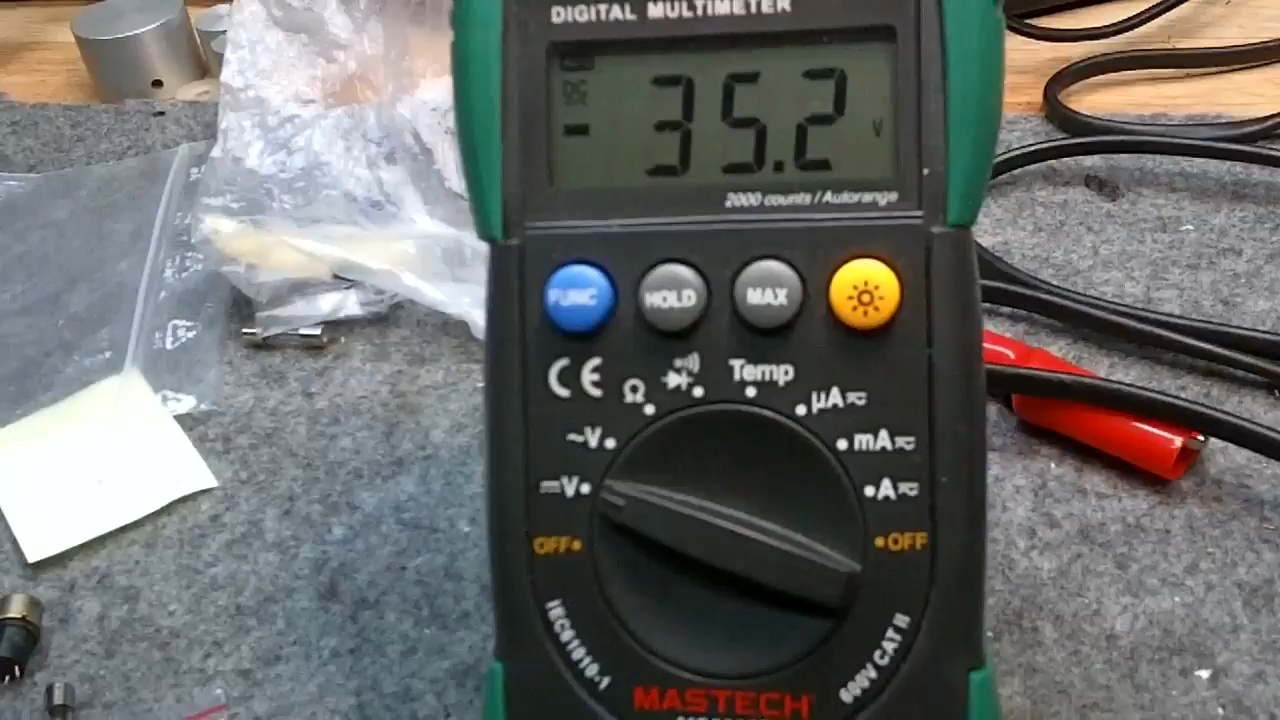 DIGITAL MULTIMETER
DC
- 35.2 V
2000 counts / Autorange
FUNC HOLD MAX
CE Ω Temp μA
~V mA
V A
OFF OFF
IEC61010-1 600V CAT II
MASTECH